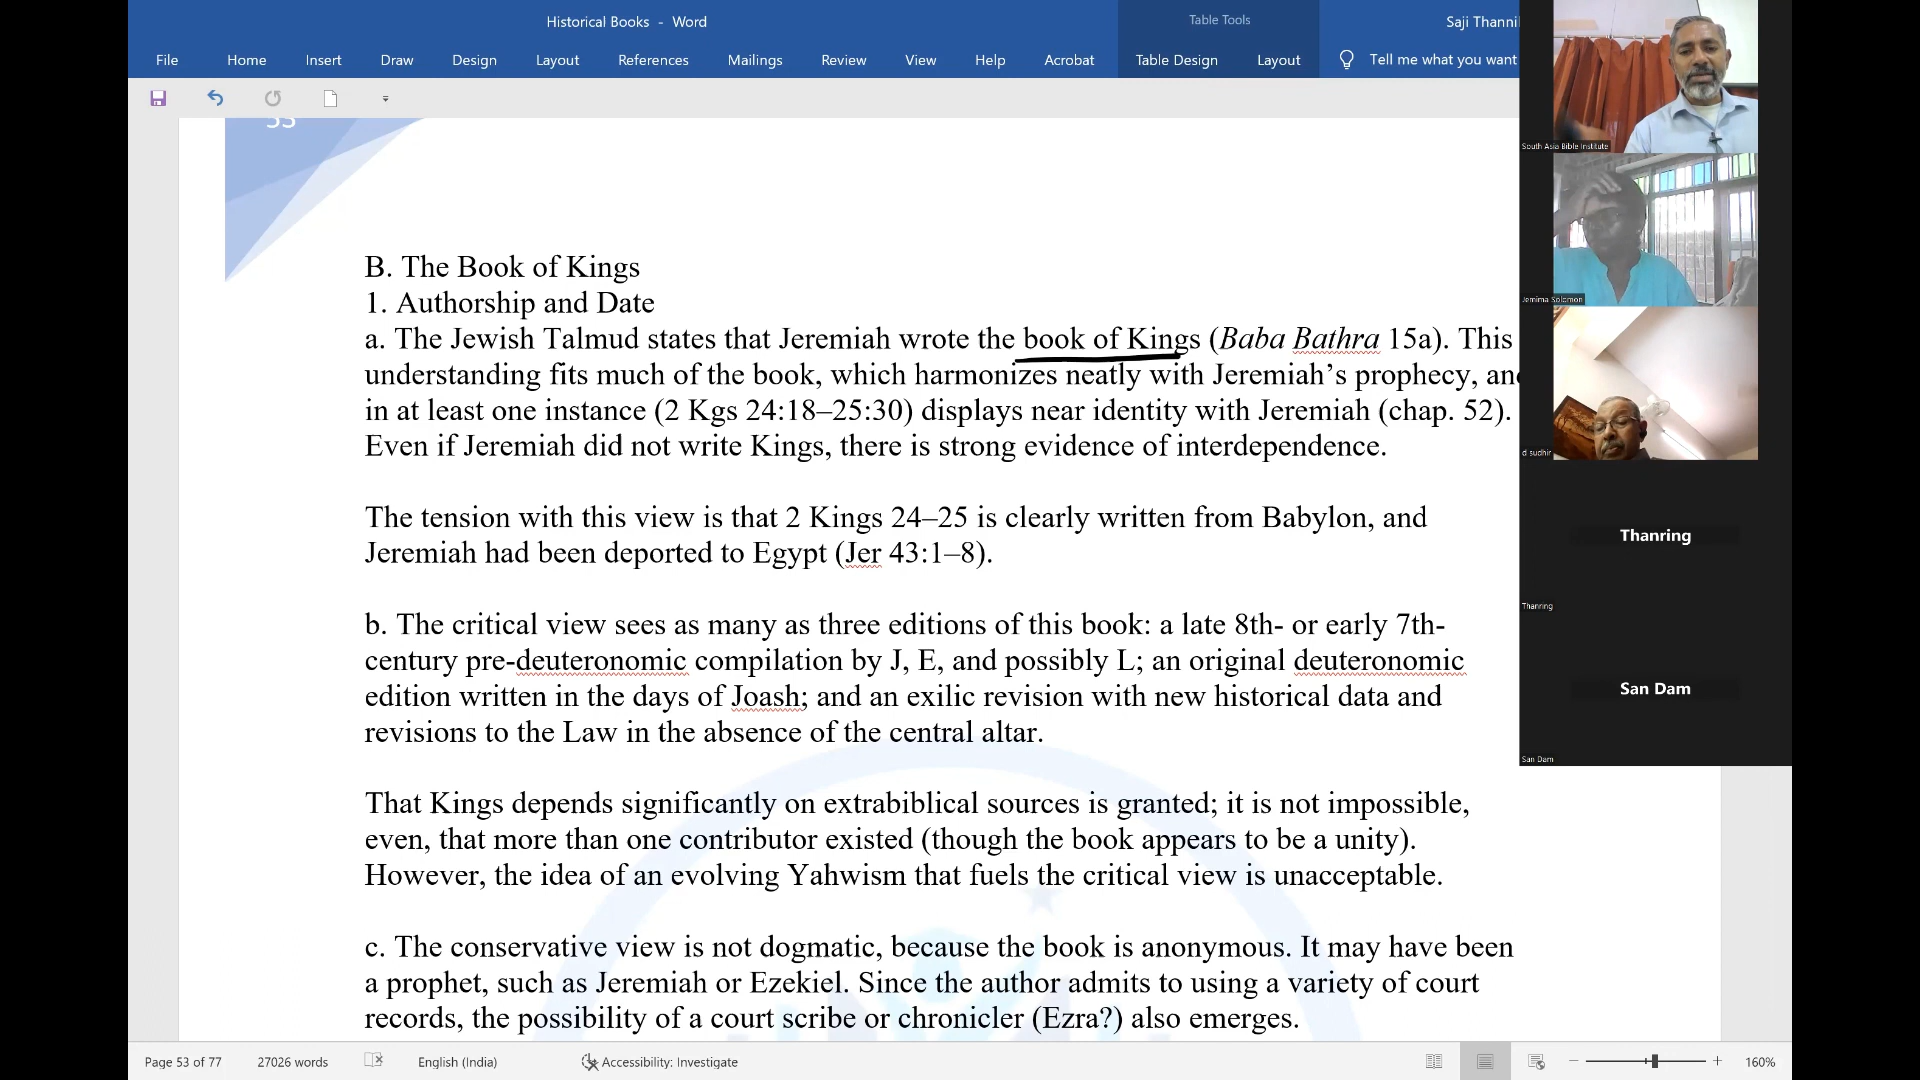 Historical Books - Word
Table Tools
Saji Thannil
File Home Insert Draw Design Layout References Mailings Review View Help Acrobat Table Design Layout Tell me what you want
53
B. The Book of Kings
1. Authorship and Date
a. The Jewish Talmud states that Jeremiah wrote the book of Kings (Baba Bathra 15a). This
understanding fits much of the book, which harmonizes neatly with Jeremiah’s prophecy, and
in at least one instance (2 Kgs 24:18–25:30) displays near identity with Jeremiah (chap. 52).
Even if Jeremiah did not write Kings, there is strong evidence of interdependence.
The tension with this view is that 2 Kings 24–25 is clearly written from Babylon, and
Jeremiah had been deported to Egypt (Jer 43:1–8).
b. The critical view sees as many as three editions of this book: a late 8th- or early 7th-
century pre-deuteronomic compilation by J, E, and possibly L; an original deuteronomic
edition written in the days of Joash; and an exilic revision with new historical data and
revisions to the Law in the absence of the central altar.
That Kings depends significantly on extrabiblical sources is granted; it is not impossible,
even, that more than one contributor existed (though the book appears to be a unity).
However, the idea of an evolving Yahwism that fuels the critical view is unacceptable.
c. The conservative view is not dogmatic, because the book is anonymous. It may have been
a prophet, such as Jeremiah or Ezekiel. Since the author admits to using a variety of court
records, the possibility of a court scribe or chronicler (Ezra?) also emerges.
South Asia Bible Institute
Jemima Solomon
d sudhir
Thanring
Thanring
San Dam
San Dam
Page 53 of 77 27026 words English (India) Accessibility: Investigate 160%